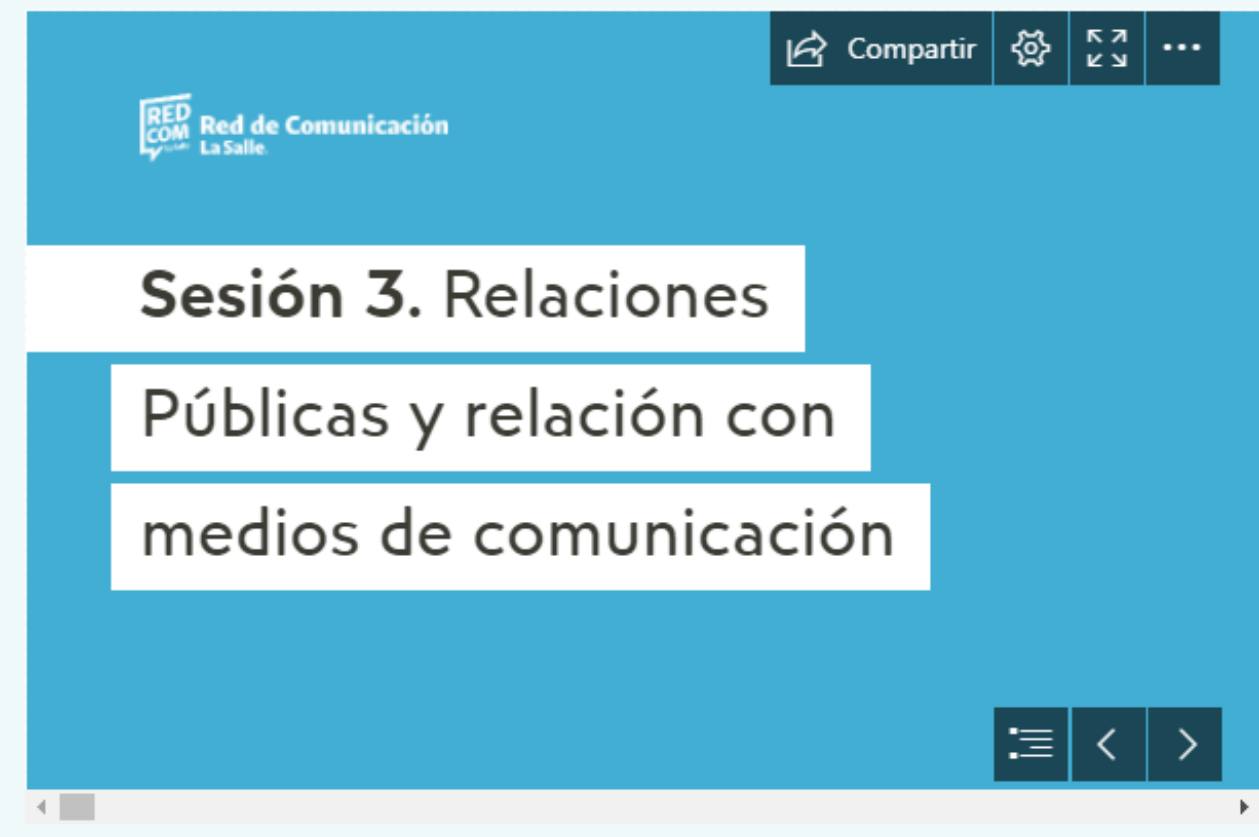 Compartir
RED
COM
Red de Comunicación
La Salle.
Sesión 3. Relaciones
Públicas y relación con
medios de comunicación